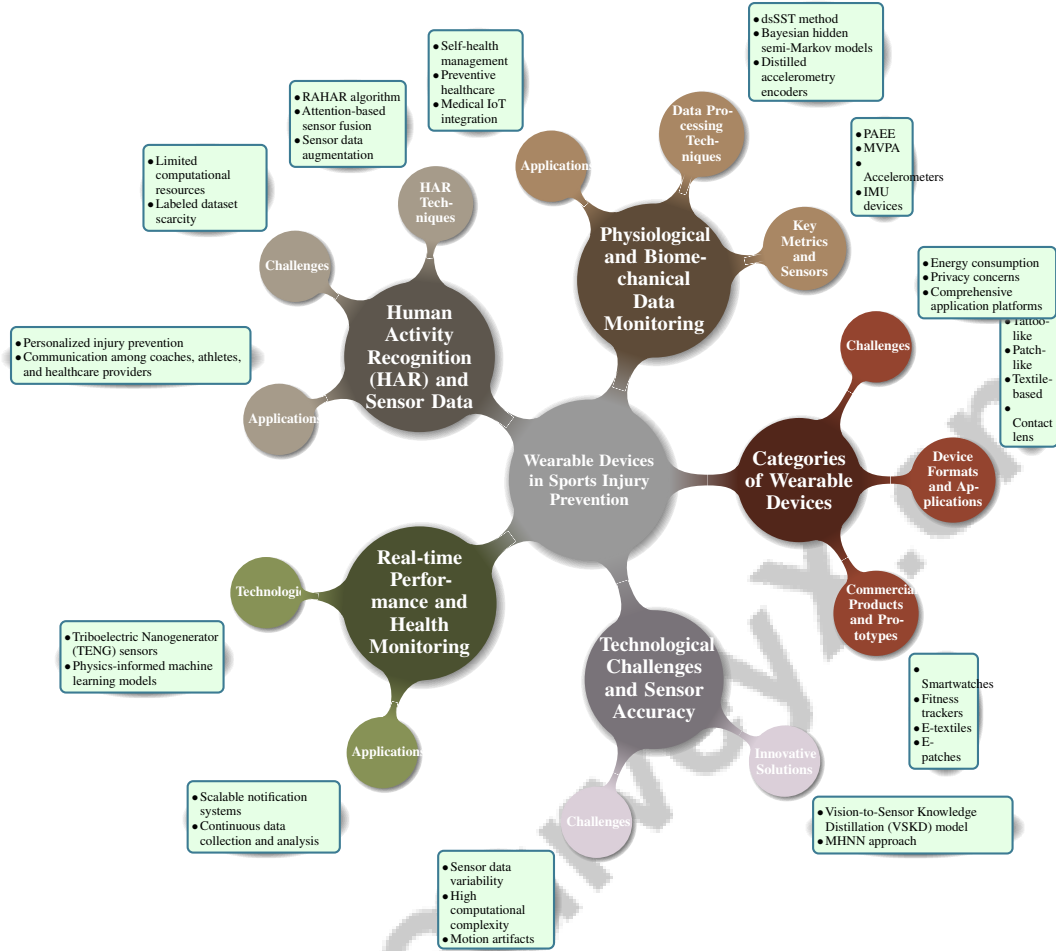 ● dsSST method
● Bayesian hidden
semi-Markov models
● Distilled
accelerometry
encoders
● Self-health
management
● Preventive
healthcare
● Medical IoT
integration
● RAHAR algorithm
● Attention-based
sensor fusion
● Sensor data
augmentation
● Limited
computational
resources
● Labeled dataset
scarcity
● PAEE
● MVPA
●
Accelerometers
● IMU
devices
Data Pro-
cessing
Tech-
niques
Applications
HAR
Tech-
niques
Key
Metrics
and
Sensors
Challenges
Physiological
and Biome-
chanical
Data
Monitoring
● Energy consumption
● Privacy concerns
● Comprehensive
application platforms
● Tattoo-
like
● Patch-
like
● Textile-
based
●
Contact
lens
Human
Activity
Recognition
(HAR) and
Sensor Data
● Personalized injury prevention
● Communication among coaches, athletes,
and healthcare providers
Challenges
Applications
Wearable Devices
in Sports Injury
Prevention
Categories
of Wearable
Devices
Device
Formats
and Ap-
plications
Real-time
Perfor-
mance and
Health
Monitoring
Technologi
Commercial
Products
and Pro-
totypes
● Triboelectric Nanogenerator
(TENG) sensors
● Physics-informed machine
learning models
Technological
Challenges
and Sensor
Accuracy
●
Smartwatches
● Fitness
trackers
● E-textiles
● E-
patches
Applications
Innovative
Solutions
● Scalable notification
systems
● Continuous data
collection and analysis
Challenges
● Vision-to-Sensor Knowledge
Distillation (VSKD) model
● MHNN approach
● Sensor data
variability
● High
computational
complexity
● Motion artifacts